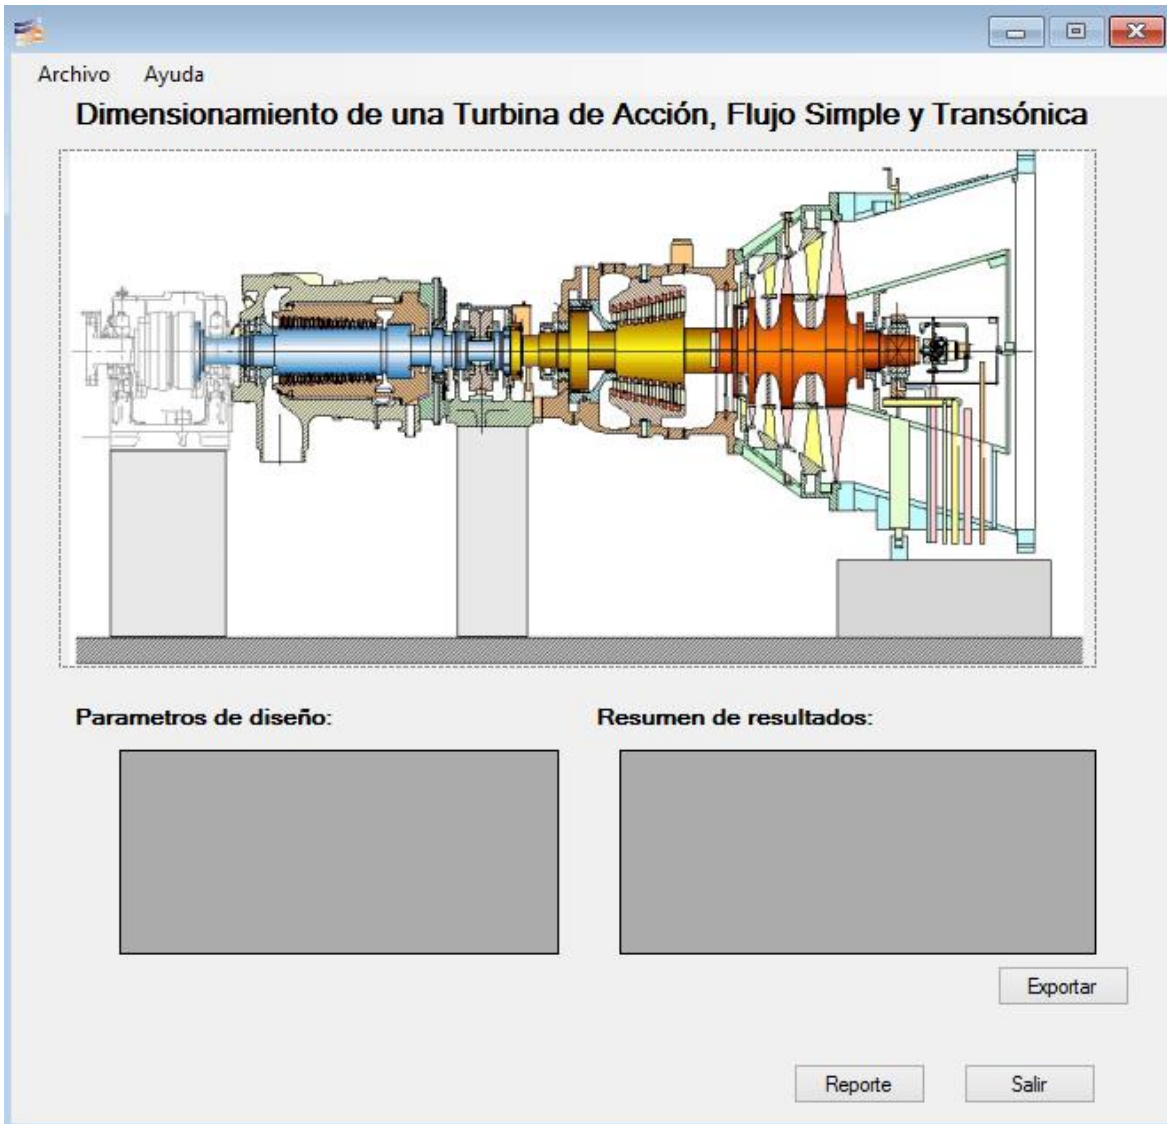 Archivo Ayuda
Dimensionamiento de una Turbina de Acción, Flujo Simple y Transónica
Parametros de diseño: Resumen de resultados:
Exportar
Reporte Salir